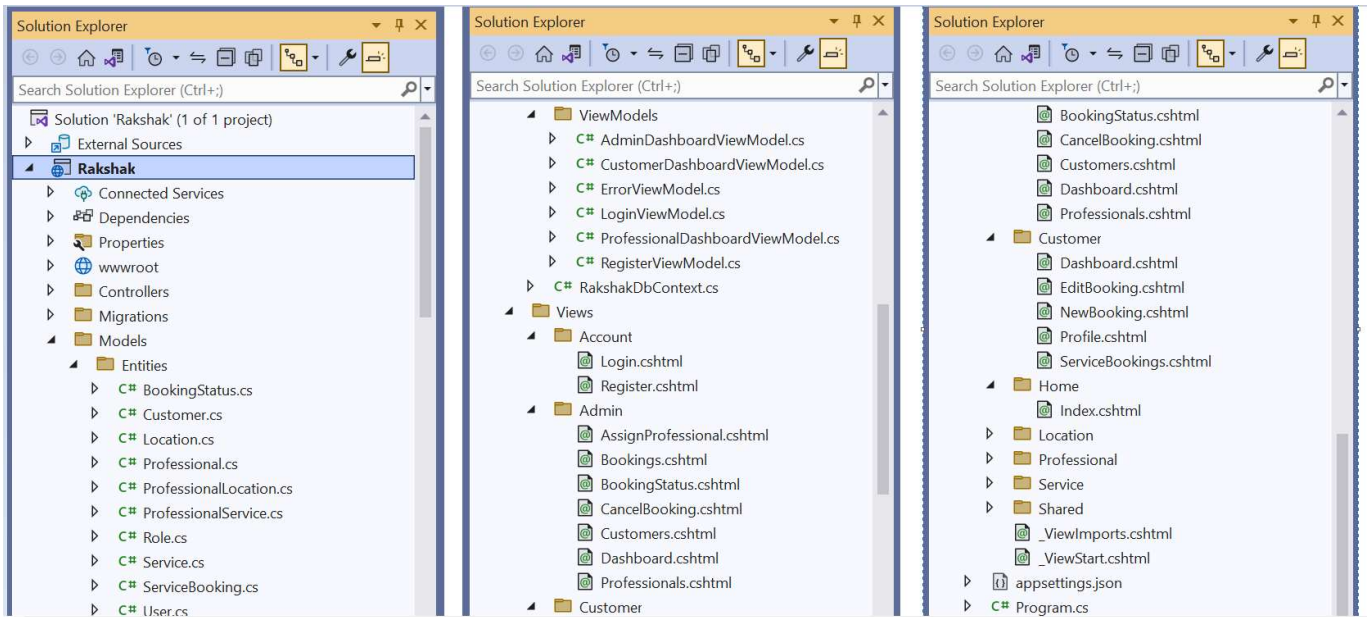 Solution Explorer
Search Solution Explorer (Ctrl+;)
Solution 'Rakshak' (1 of 1 project)
External Sources
Rakshak
Connected Services
Dependencies
Properties
wwwroot
Controllers
Migrations
Models
Entities
C# BookingStatus.cs
C# Customer.cs
C# Location.cs
C# Professional.cs
C# ProfessionalLocation.cs
C# ProfessionalService.cs
C# Role.cs
C# Service.cs
C# ServiceBooking.cs
C# User.cs
Solution Explorer
Search Solution Explorer (Ctrl+;)
ViewModels
C# AdminDashboardViewModel.cs
C# CustomerDashboardViewModel.cs
C# ErrorViewModel.cs
C# LoginViewModel.cs
C# ProfessionalDashboardViewModel.cs
C# RegisterViewModel.cs
C# RakshakDbContext.cs
Views
Account
Login.cshtml
Register.cshtml
Admin
AssignProfessional.cshtml
Bookings.cshtml
BookingStatus.cshtml
CancelBooking.cshtml
Customers.cshtml
Dashboard.cshtml
Professionals.cshtml
Customer
Solution Explorer
Search Solution Explorer (Ctrl+;)
BookingStatus.cshtml
CancelBooking.cshtml
Customers.cshtml
Dashboard.cshtml
Professionals.cshtml
Customer
Dashboard.cshtml
EditBooking.cshtml
NewBooking.cshtml
Profile.cshtml
ServiceBookings.cshtml
Home
Index.cshtml
Location
Professional
Service
Shared
_ViewImports.cshtml
_ViewStart.cshtml
appsettings.json
C# Program.cs